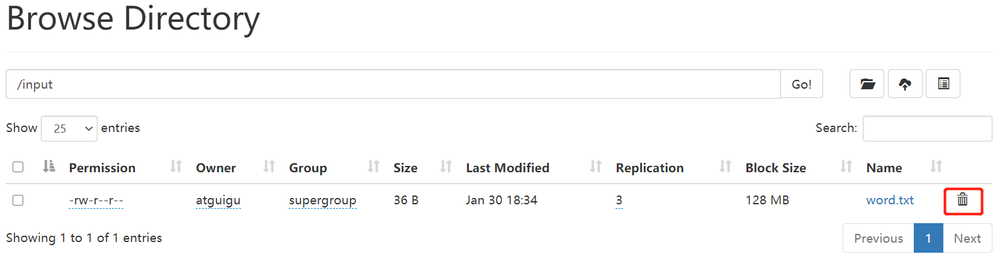 Browse Directory
/input Go!
Show 25 entries Search:
Permission Owner Group Size Last Modified Replication Block Size Name
-rw-r--r-- atguigu supergroup 36 B Jan 30 18:34 3 128 MB word.txt
Showing 1 to 1 of 1 entries Previous 1 Next